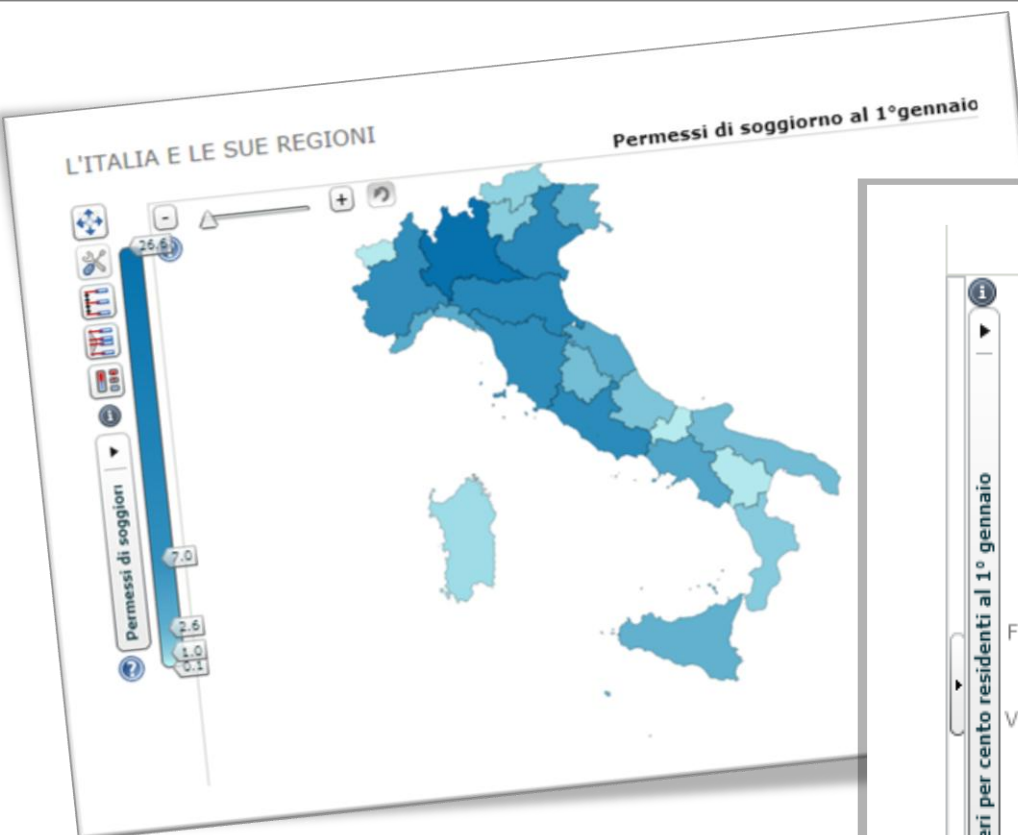 L'ITALIA E LE SUE REGIONI
Permessi di soggiorno al 1°gennaio
-
+
26.6
7.0
2.6
1.0
0.1
Permessi di soggiori
?
i
i
eri per cento residenti al 1° gennaio
F
V